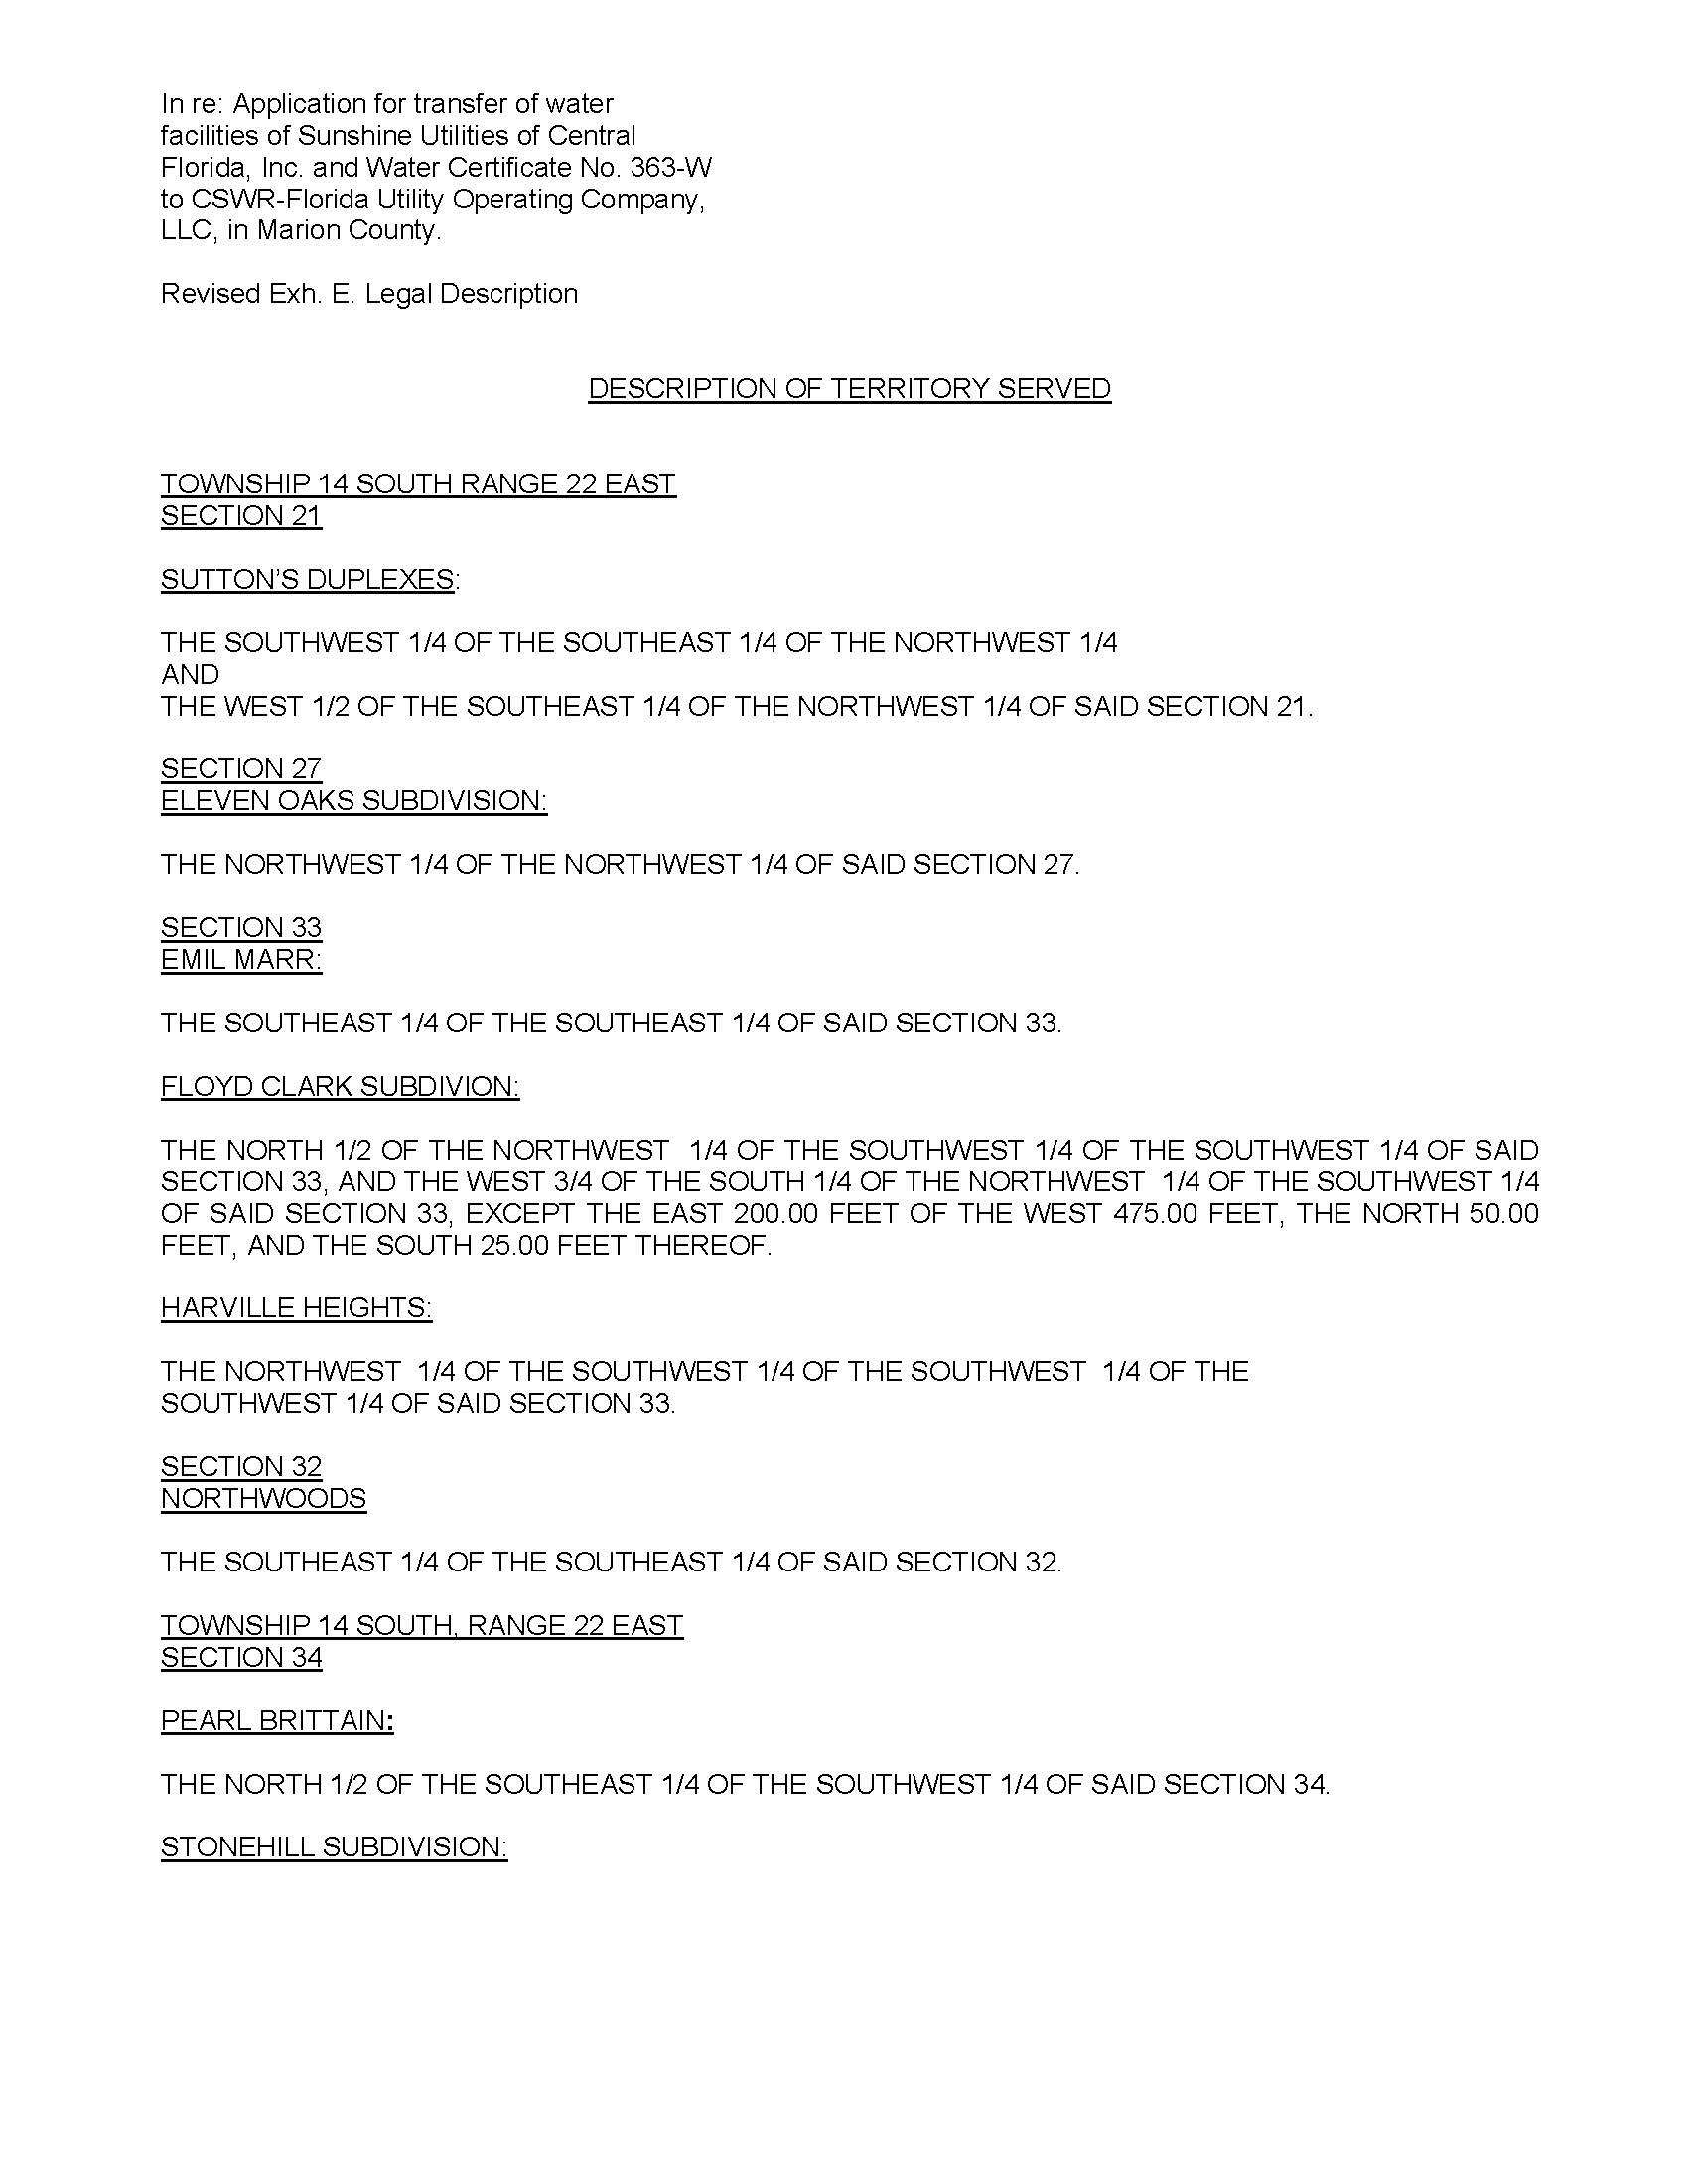 In re: Application for transfer of water
facilities of Sunshine Utilities of Central
Florida, Inc. and Water Certificate No. 363-W
to CSWR-Florida Utility Operating Company,
LLC, in Marion County.
Revised Exh. E. Legal Description
DESCRIPTION OF TERRITORY SERVED
TOWNSHIP 14 SOUTH RANGE 22 EAST
SECTION 21
SUTTON'S DUPLEXES:
THE SOUTHWEST 1/4 OF THE SOUTHEAST 1/4 OF THE NORTHWEST 1/4
AND
THE WEST 1/2 OF THE SOUTHEAST 1/4 OF THE NORTHWEST 1/4 OF SAID SECTION 21.
SECTION 27
ELEVEN OAKS SUBDIVISION:
THE NORTHWEST 1/4 OF THE NORTHWEST 1/4 OF SAID SECTION 27.
SECTION 33
EMIL MARR:
THE SOUTHEAST 1/4 OF THE SOUTHEAST 1/4 OF SAID SECTION 33.
FLOYD CLARK SUBDIVION:
THE NORTH 1/2 OF THE NORTHWEST 1/4 OF THE SOUTHWEST 1/4 OF THE SOUTHWEST 1/4 OF SAID
SECTION 33, AND THE WEST 3/4 OF THE SOUTH 1/4 OF THE NORTHWEST 1/4 OF THE SOUTHWEST 1/4
OF SAID SECTION 33, EXCEPT THE EAST 200.00 FEET OF THE WEST 475.00 FEET, THE NORTH 50.00
FEET, AND THE SOUTH 25.00 FEET THEREOF.
HARVILLE HEIGHTS:
THE NORTHWEST 1/4 OF THE SOUTHWEST 1/4 OF THE SOUTHWEST 1/4 OF THE
SOUTHWEST 1/4 OF SAID SECTION 33.
SECTION 32
NORTHWOODS
THE SOUTHEAST 1/4 OF THE SOUTHEAST 1/4 OF SAID SECTION 32.
TOWNSHIP 14 SOUTH, RANGE 22 EAST
SECTION 34
PEARL BRITTAIN:
THE NORTH 1/2 OF THE SOUTHEAST 1/4 OF THE SOUTHWEST 1/4 OF SAID SECTION 34.
STONEHILL SUBDIVISION: